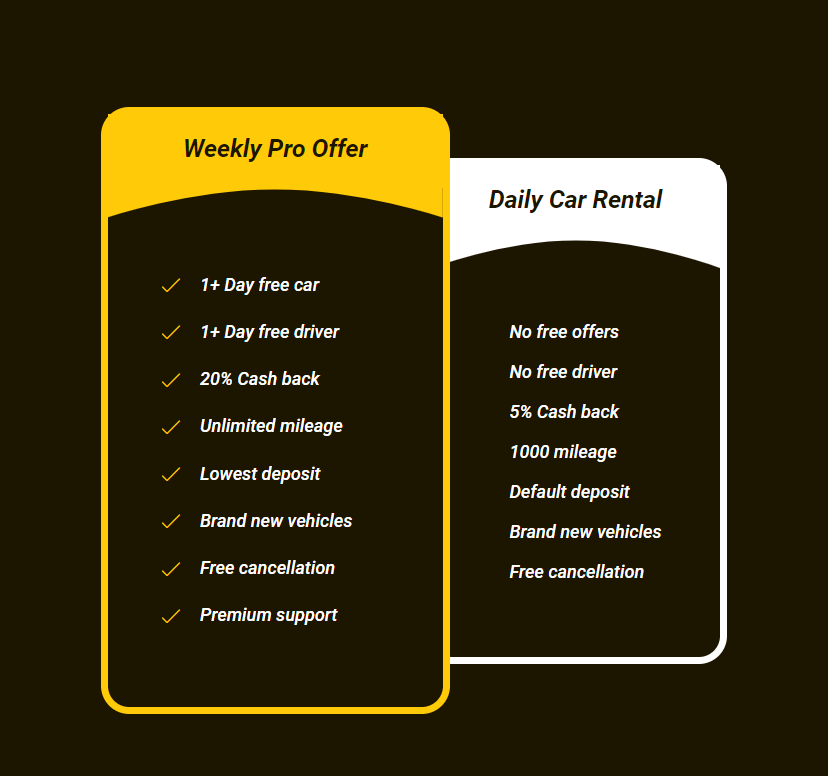 Weekly Pro Offer
1+ Day free car
1+ Day free driver
20% Cash back
Unlimited mileage
Lowest deposit
Brand new vehicles
Free cancellation
Premium support
Daily Car Rental
No free offers
No free driver
5% Cash back
1000 mileage
Default deposit
Brand new vehicles
Free cancellation